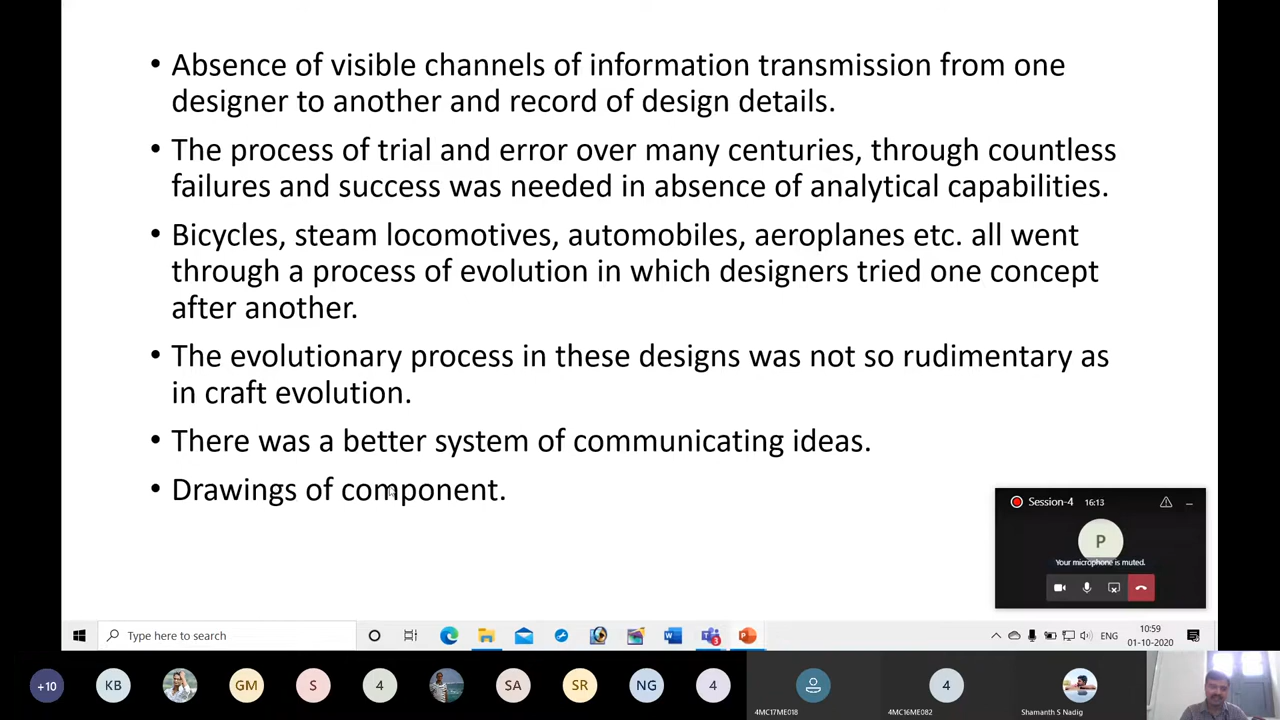 • Absence of visible channels of information transmission from one
designer to another and record of design details.
• The process of trial and error over many centuries, through countless
failures and success was needed in absence of analytical capabilities.
• Bicycles, steam locomotives, automobiles, aeroplanes etc. all went
through a process of evolution in which designers tried one concept
after another.
• The evolutionary process in these designs was not so rudimentary as
in craft evolution.
• There was a better system of communicating ideas.
• Drawings of component.
Session-4 16:13
P
Your microphone is muted.
Type here to search
3
ENG
10:59
01-10-2020
+10 KB GM S 4 SA SR NG 4 4
4MC17ME018 4MC16ME082 Shamanth S Nadig